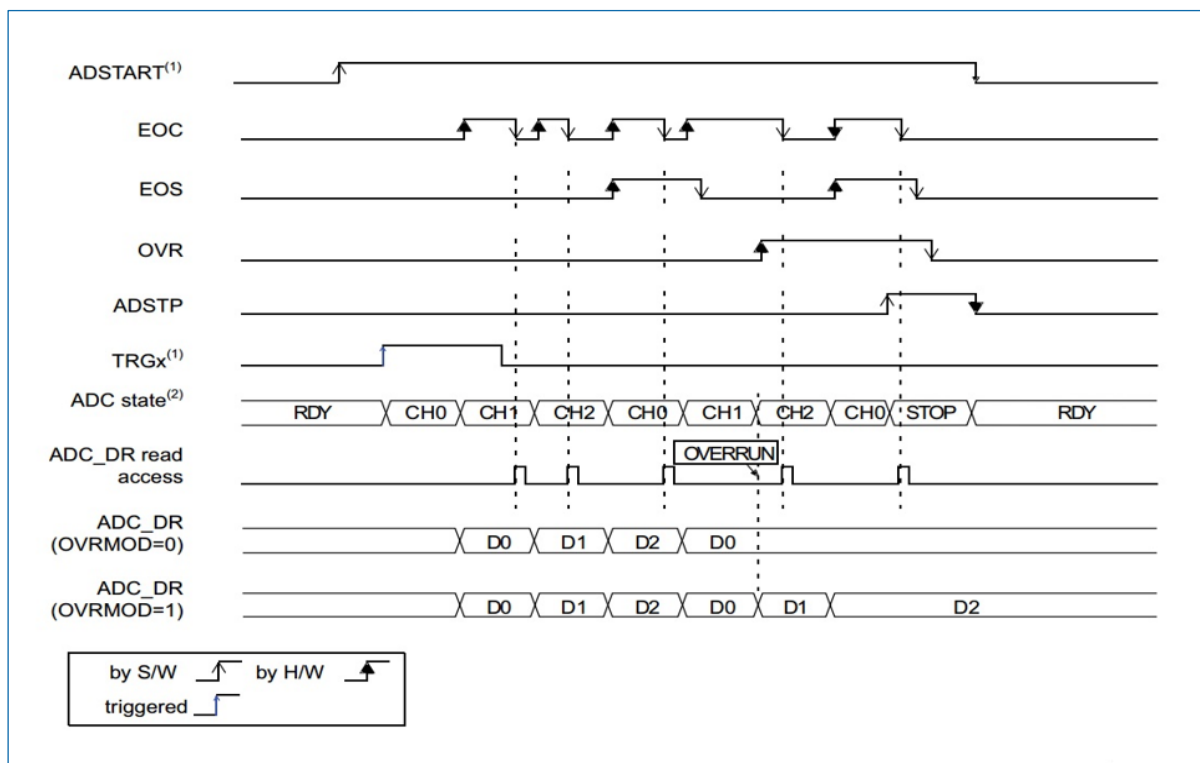 ADSTART(1)
EOC
EOS
OVR
ADSTP
TRGx(1)
ADC state(2)
RDY CH0 CH1 CH2 CH0 CH1 CH2 CH0 STOP RDY
ADC_DR read
access
OVERRUN
ADC_DR
(OVRMOD=0)
D0 D1 D2 D0
ADC_DR
(OVRMOD=1)
D0 D1 D2 D0 D1 D2
by S/W by H/W
triggered